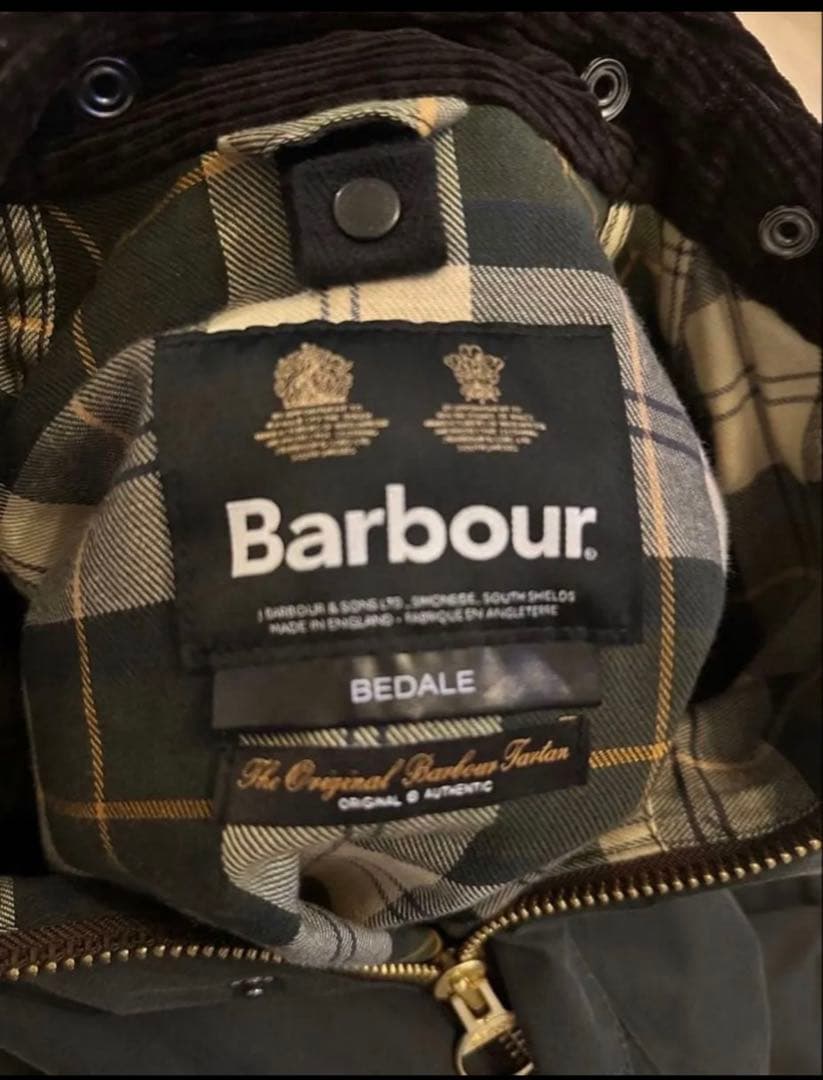 Barbour
J BARBOUR & SONS LTD., SIMONSIDE, SOUTH SHIELDS
MADE IN ENGLAND - FABRIQUE EN ANGLETERRE
BEDALE
The Original Barbour Tartan
ORIGINAL & AUTHENTIC